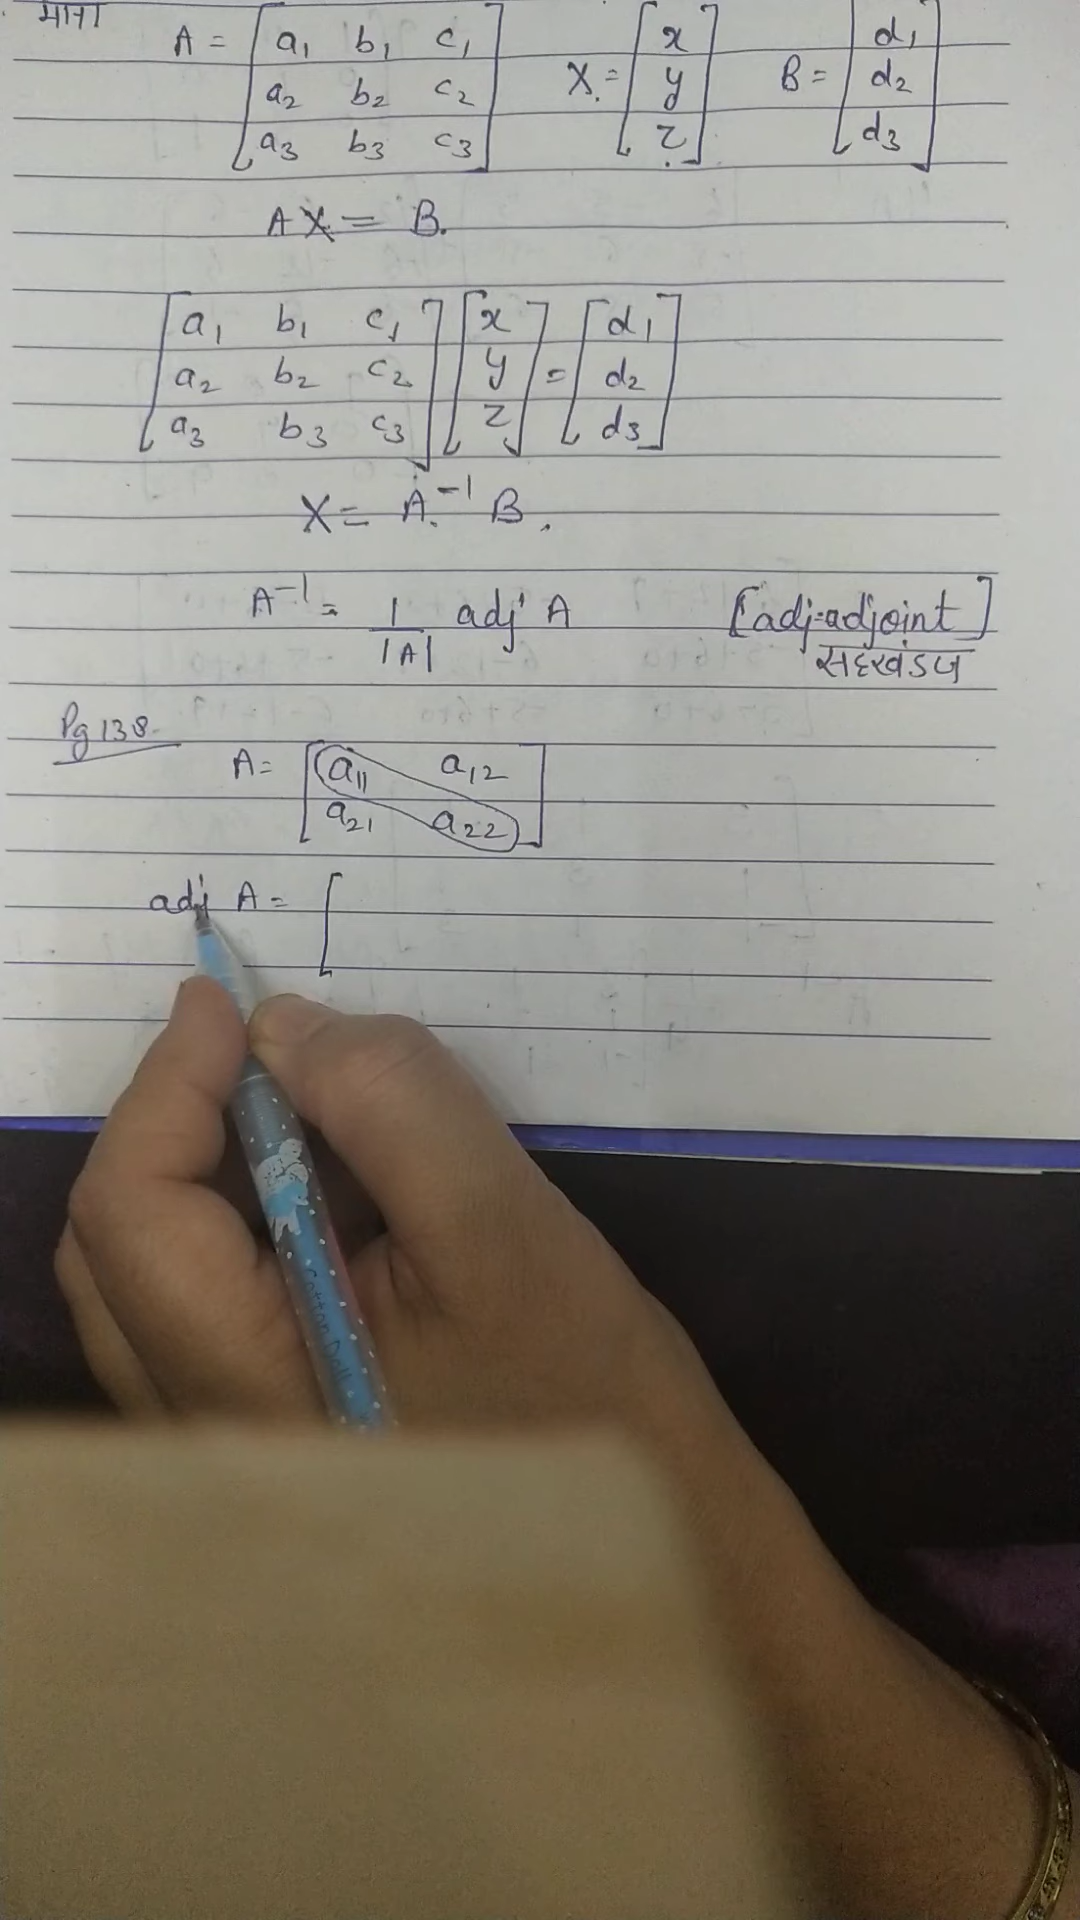 माना A = [a₁ b₁ c₁ X = [x B = [d₁
a₂ b₂ c₂ y d₂
a₃ b₃ c₃] z] d₃]
AX = B.
[a₁ b₁ c₁] [x] [d₁]
a₂ b₂ c₂ y = d₂
a₃ b₃ c₃ z d₃
X = A⁻¹ B.
A⁻¹ = 1/|A| adj A [adj-adjoint]
सहखंडज
Pg 138.
A = [a₁₁ a₁₂
a₂₁ a₂₂]
adj A = [
Cotton Doll